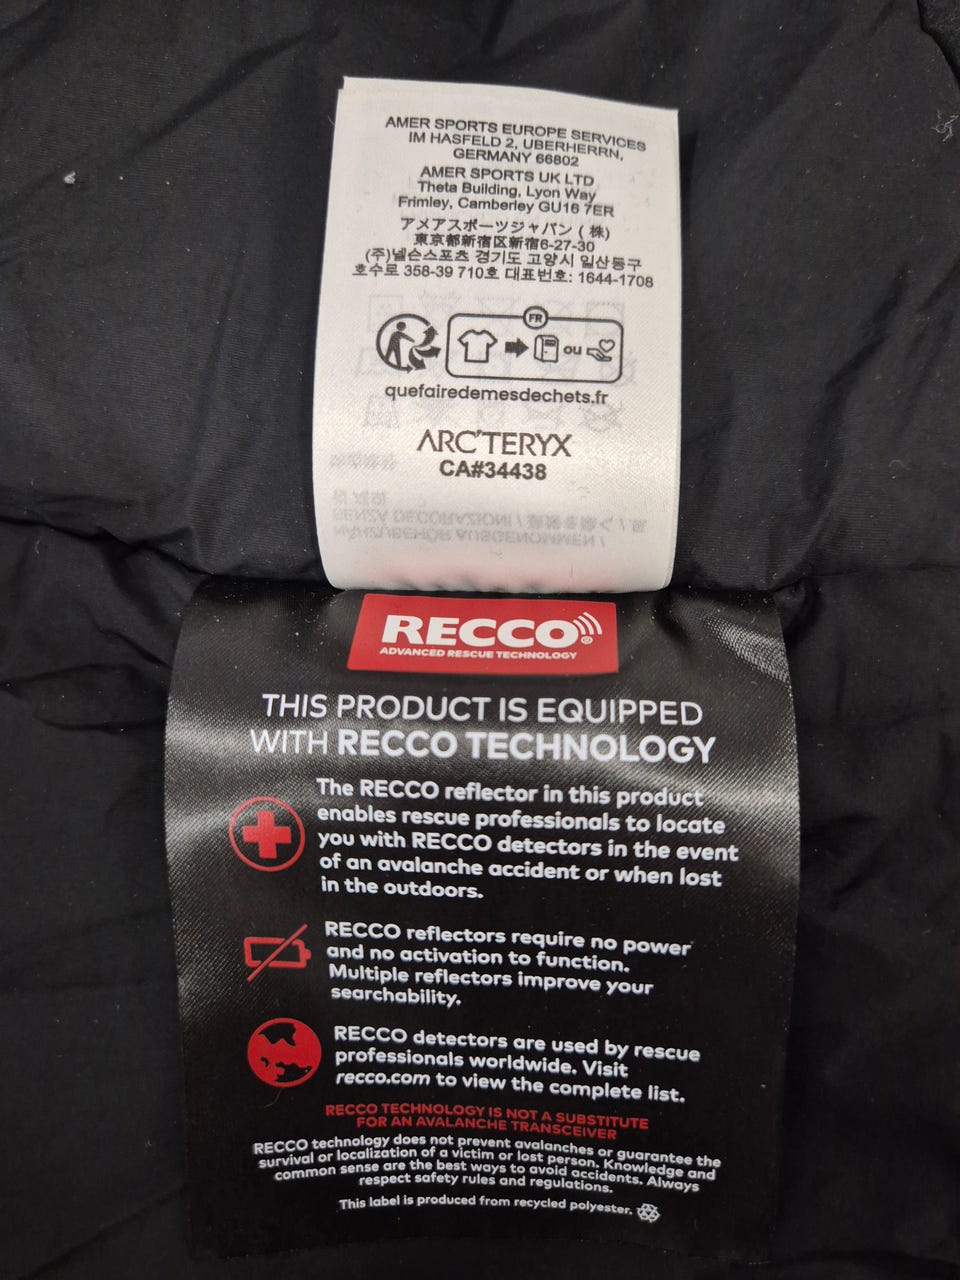 AMER SPORTS EUROPE SERVICES
IM HASFELD 2, UBERHERRN,
GERMANY 66802
AMER SPORTS UK LTD
Theta Building, Lyon Way
Frimley, Camberley GU16 7ER
アメアスポーツジャパン (株)
東京都新宿区新宿6-27-30
(주)넬슨스포츠 경기도 고양시 일산동구
호수로 358-39 710호 대표번호: 1644-1708
FR
ou
quefairedemesdechets.fr
ARC'TERYX
CA#34438
RECCO®
ADVANCED RESCUE TECHNOLOGY
THIS PRODUCT IS EQUIPPED
WITH RECCO TECHNOLOGY
The RECCO reflector in this product
enables rescue professionals to locate
you with RECCO detectors in the event
of an avalanche accident or when lost
in the outdoors.
RECCO reflectors require no power
and no activation to function.
Multiple reflectors improve your
searchability.
RECCO detectors are used by rescue
professionals worldwide. Visit
recco.com to view the complete list.
RECCO TECHNOLOGY IS NOT A SUBSTITUTE
FOR AN AVALANCHE TRANSCEIVER
RECCO technology does not prevent avalanches or guarantee the
survival or localization of a victim or lost person. Knowledge and
common sense are the best ways to avoid accidents. Always
respect safety rules and regulations.
This label is produced from recycled polyester.